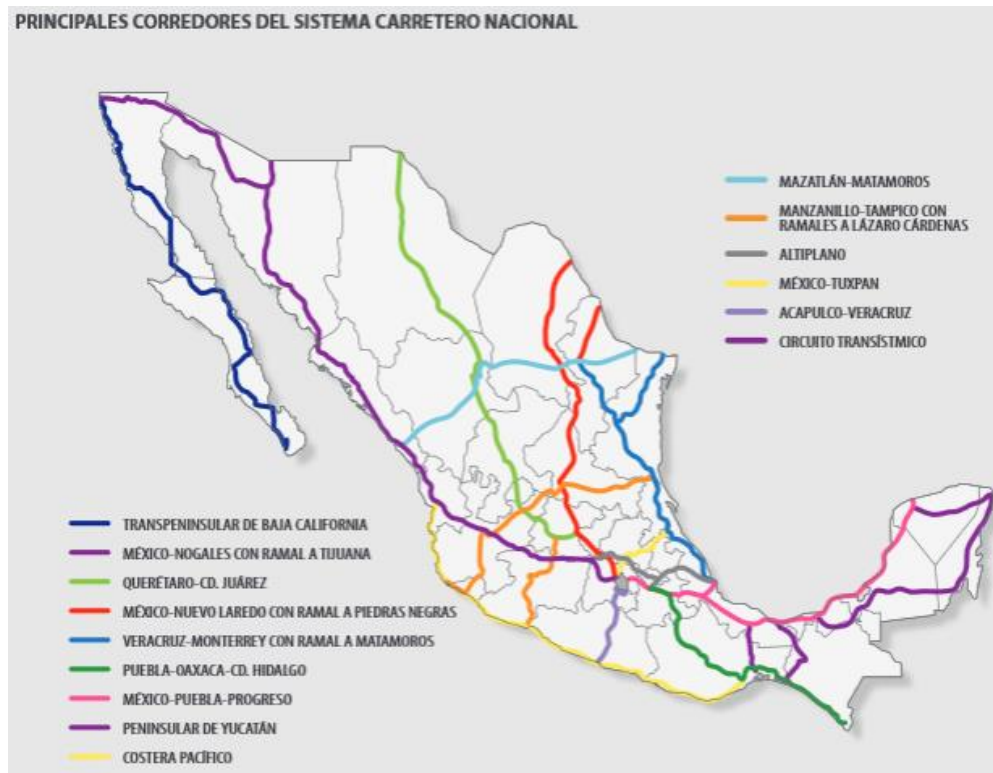 PRINCIPALES CORREDORES DEL SISTEMA CARRETERO NACIONAL
MAZATLÁN-MATAMOROS
MANZANILLO-TAMPICO CON
RAMALES A LÁZARO CÁRDENAS
ALTIPLANO
MÉXICO-TUXPAN
ACAPULCO-VERACRUZ
CIRCUITO TRANSÍSTMICO
TRANSPENINSULAR DE BAJA CALIFORNIA
MÉXICO-NOGALES CON RAMAL A TIJUANA
QUERÉTARO-CD. JUÁREZ
MÉXICO-NUEVO LAREDO CON RAMAL A PIEDRAS NEGRAS
VERACRUZ-MONTERREY CON RAMAL A MATAMOROS
PUEBLA-OAXACA-CD. HIDALGO
MÉXICO-PUEBLA-PROGRESO
PENINSULAR DE YUCATÁN
COSTERA PACÍFICO